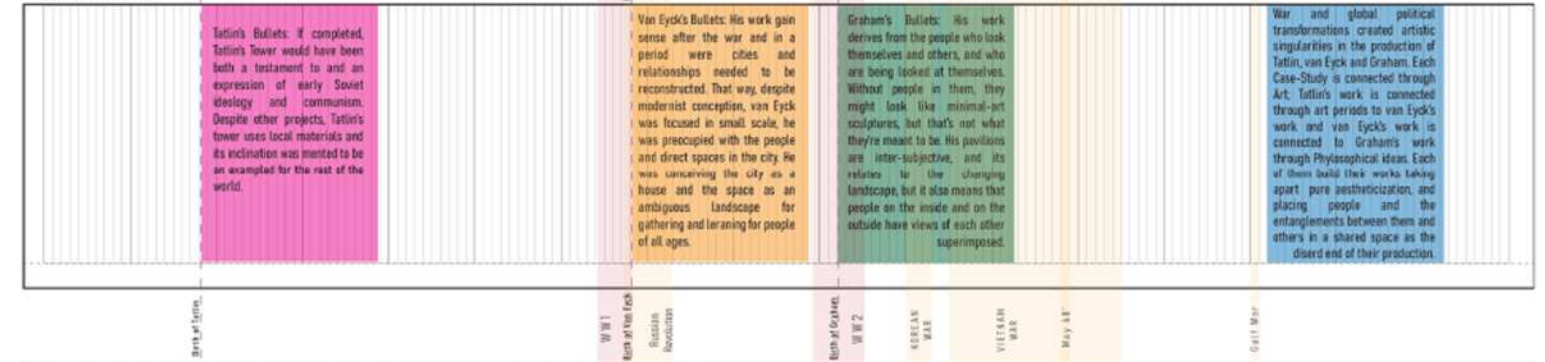 Tatlin's Bullets: If completed,
Tatlin's Tower would have been
both a testament to and an
expression of early Soviet
ideology and communism.
Despite other projects, Tatlin's
tower uses local materials and
its inclination was mented to be
an exampled for the rest of the
world.
Van Eyck's Bullets: His work gain
sense after the war and in a
period were cities and
relationships needed to be
reconstructed. That way, despite
modernist conception, van Eyck
was focused in small scale, he
was preocupied with the people
and direct spaces in the city. He
was conceiving the city as a
house and the space as an
ambiguous landscape for
gathering and leraning for people
of all ages.
Graham's Bullets: His work
derives from the people who look
themselves and others, and who
are being looked at themselves.
Without people in them, they
might look like minimal-art
sculptures, but that's not what
they're meant to be. His pavilions
are inter-subjective, and its
relates to the changing
landscape, but it also means that
people on the inside and on the
outside have views of each other
superimposed.
War and global political
transformations created artistic
singularities in the production of
Tatlin, van Eyck and Graham. Each
Case-Study is connected through
Art; Tatlin's work is connected
through art periods to van Eyck's
work and van Eyck's work is
connected to Graham's work
through Phylosophical ideas. Each
of them build their works taking
apart pure aestheticization, and
placing people and the
entanglements between them and
others in a shared space as the
diserd end of their production.
Birth of Tatlin
WW1
Birth of Van Eyck
Russian
Revolution
Birth of Graham
WW2
KOREAN
WAR
VIETNAM
WAR
May 68'
Gulf War